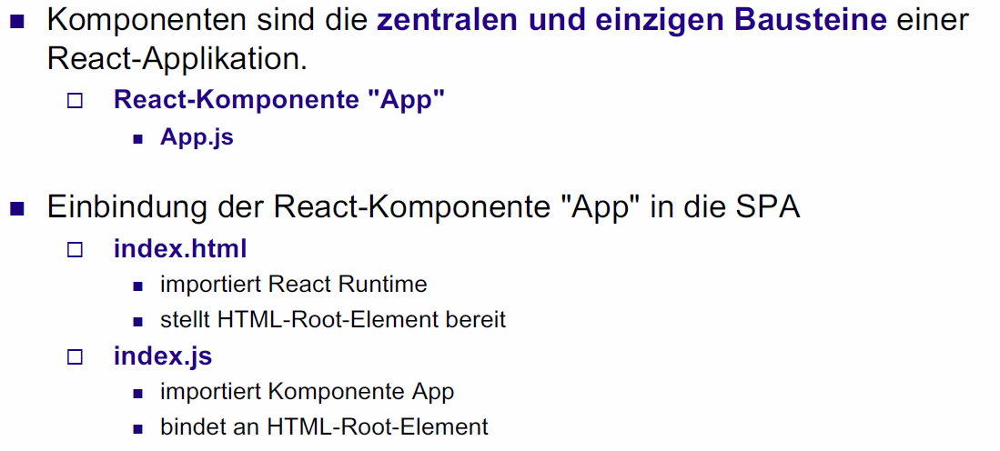 Komponenten sind die zentralen und einzigen Bausteine einer
React-Applikation.
React-Komponente "App"
App.js
Einbindung der React-Komponente "App" in die SPA
index.html
importiert React Runtime
stellt HTML-Root-Element bereit
index.js
importiert Komponente App
bindet an HTML-Root-Element